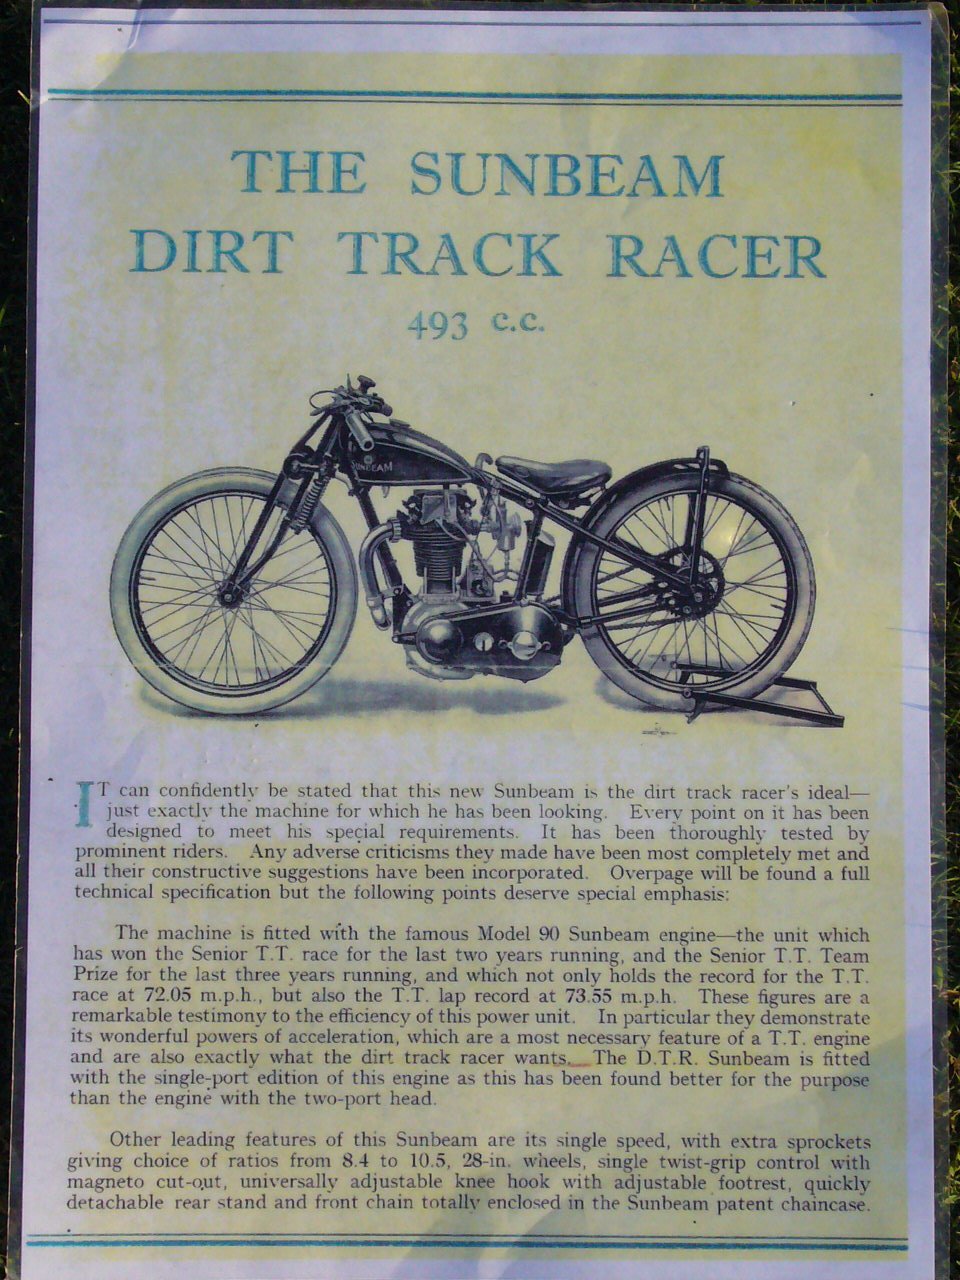 THE SUNBEAM
DIRT TRACK RACER
493 c.c.
SUNBEAM
IT can confidently be stated that this new Sunbeam is the dirt track racer's ideal—
just exactly the machine for which he has been looking. Every point on it has been
designed to meet his special requirements. It has been thoroughly tested by
prominent riders. Any adverse criticisms they made have been most completely met and
all their constructive suggestions have been incorporated. Overpage will be found a full
technical specification but the following points deserve special emphasis:
The machine is fitted with the famous Model 90 Sunbeam engine—the unit which
has won the Senior T.T. race for the last two years running, and the Senior T.T. Team
Prize for the last three years running, and which not only holds the record for the T.T.
race at 72.05 m.p.h., but also the T.T. lap record at 73.55 m.p.h. These figures are a
remarkable testimony to the efficiency of this power unit. In particular they demonstrate
its wonderful powers of acceleration, which are a most necessary feature of a T.T. engine
and are also exactly what the dirt track racer wants. The D.T.R. Sunbeam is fitted
with the single-port edition of this engine as this has been found better for the purpose
than the engine with the two-port head.
Other leading features of this Sunbeam are its single speed, with extra sprockets
giving choice of ratios from 8.4 to 10.5, 28-in. wheels, single twist-grip control with
magneto cut-out, universally adjustable knee hook with adjustable footrest, quickly
detachable rear stand and front chain totally enclosed in the Sunbeam patent chaincase.